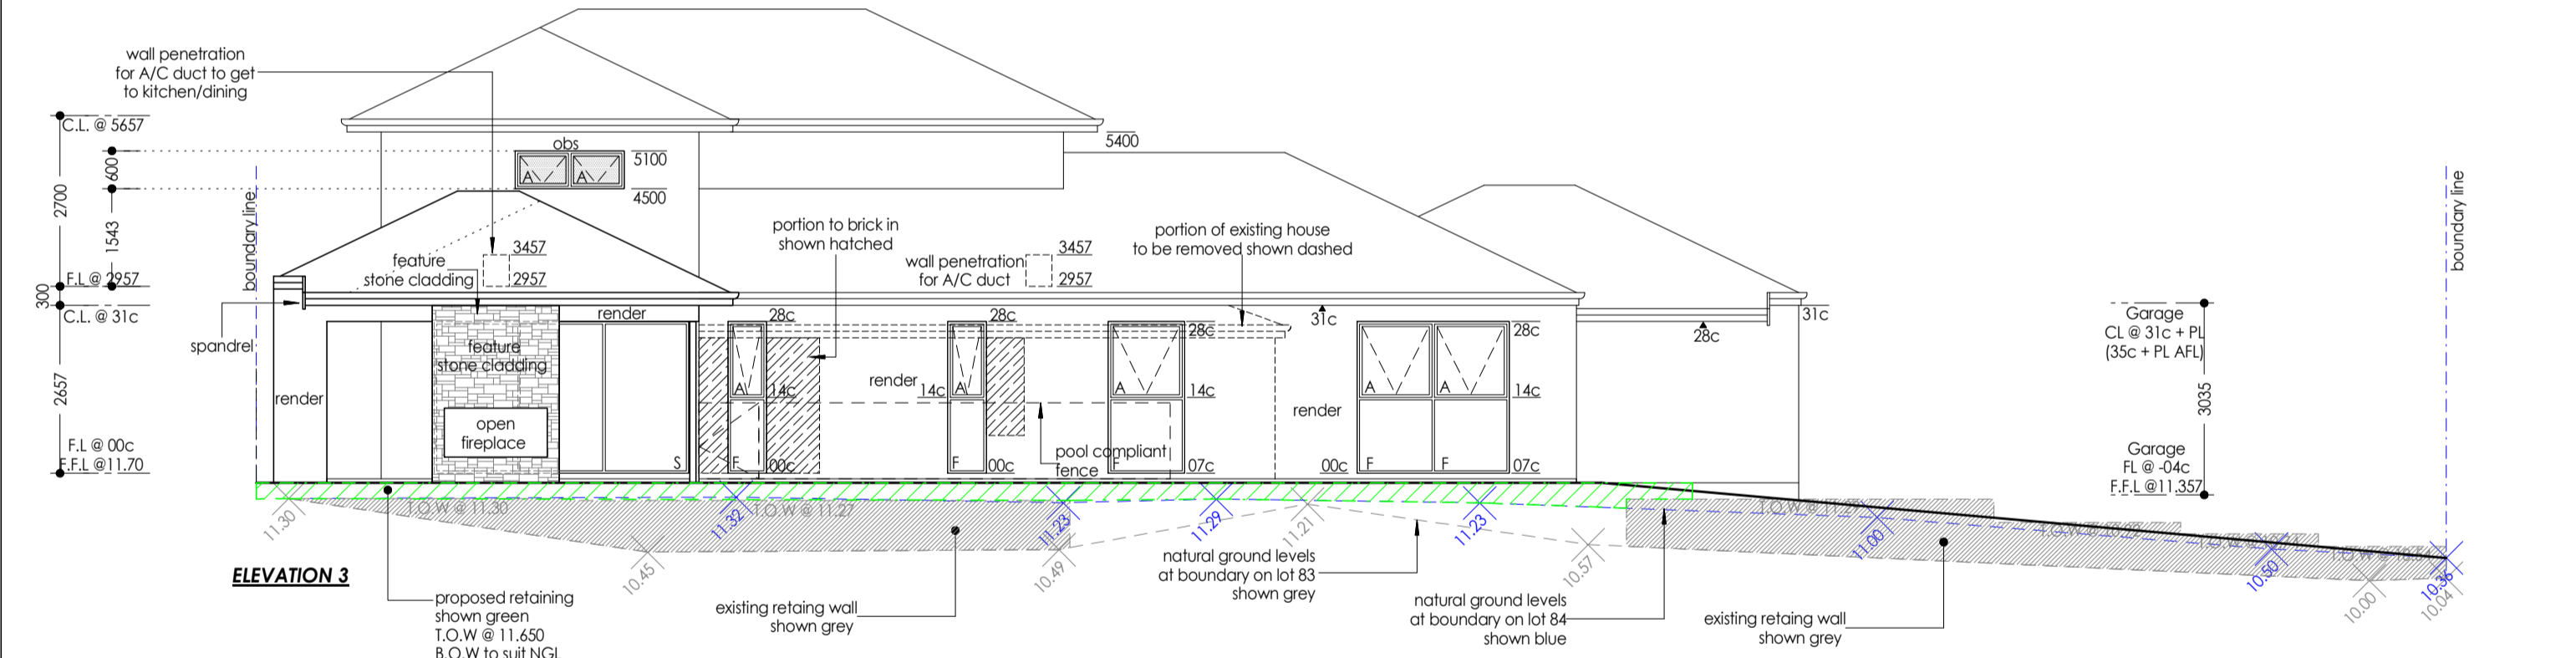 wall penetration
for A/C duct to get
to kitchen/dining
C.L. @ 5657
600
2700
1543
F.L @ 2957
300
C.L. @ 31c
spandrel
2657
F.L @ 00c
F.F.L @11.70
boundary line
obs
A
A
5100
4500
5400
3457
2957
feature
stone cladding
portion to brick in
shown hatched
wall penetration
for A/C duct
3457
2957
portion of existing house
to be removed shown dashed
render
feature
stone cladding
open
fireplace
render
S
28c
A
14c
F
00c
render
28c
14c
A
F
00c
28c
A
14c
F
07c
pool compliant
fence
31c
render
00c
28c
A
A
14c
F
F
07c
28c
31c
Garage
CL @ 31c + PL
(35c + PL AFL)
3035
Garage
FL @ -04c
F.F.L @11.357
boundary line
11.30
T.O.W @ 11.30
10.45
11.32
T.O.W @ 11.27
11.23
10.49
11.29
11.21
11.23
10.57
11.00
10.50
10.00
10.36
10.04
ELEVATION 3
proposed retaining
shown green
T.O.W @ 11.650
B.O.W to suit NGL
existing retaing wall
shown grey
natural ground levels
at boundary on lot 83
shown grey
natural ground levels
at boundary on lot 84
shown blue
existing retaing wall
shown grey